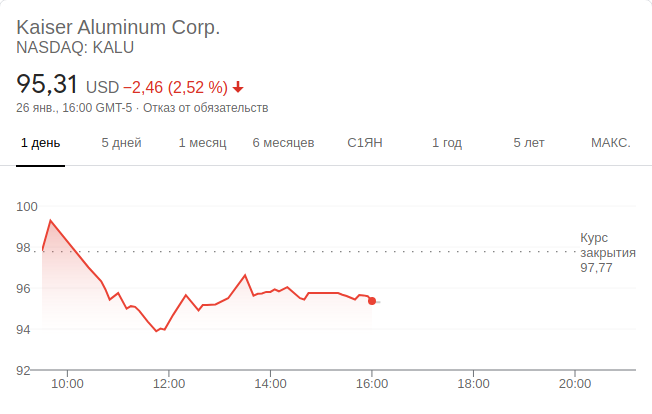 Kaiser Aluminum Corp.
NASDAQ: KALU
95,31 USD −2,46 (2,52 %)
26 янв., 16:00 GMT-5 · Отказ от обязательств
1 день 5 дней 1 месяц 6 месяцев С1ЯН 1 год 5 лет МАКС.
100
98
96
94
92
Курс
закрытия
97,77
10:00 12:00 14:00 16:00 18:00 20:00